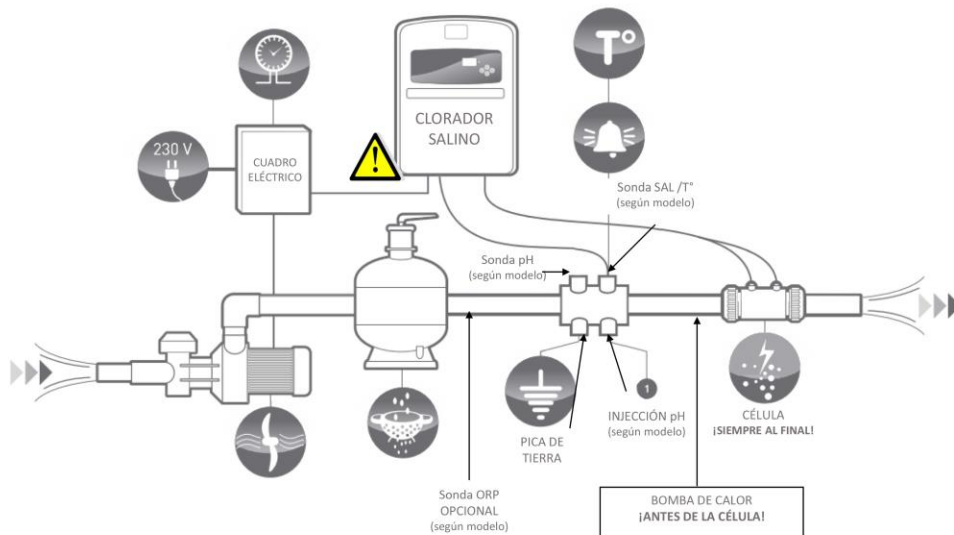 230 V
CUADRO
ELÉCTRICO
CLORADOR
SALINO
T°
Sonda SAL /T°
(según modelo)
Sonda pH
(según modelo)
PICA DE
TIERRA
1
INJECCIÓN pH
(según modelo)
CÉLULA
¡SIEMPRE AL FINAL!
Sonda ORP
OPCIONAL
(según modelo)
BOMBA DE CALOR
¡ANTES DE LA CÉLULA!